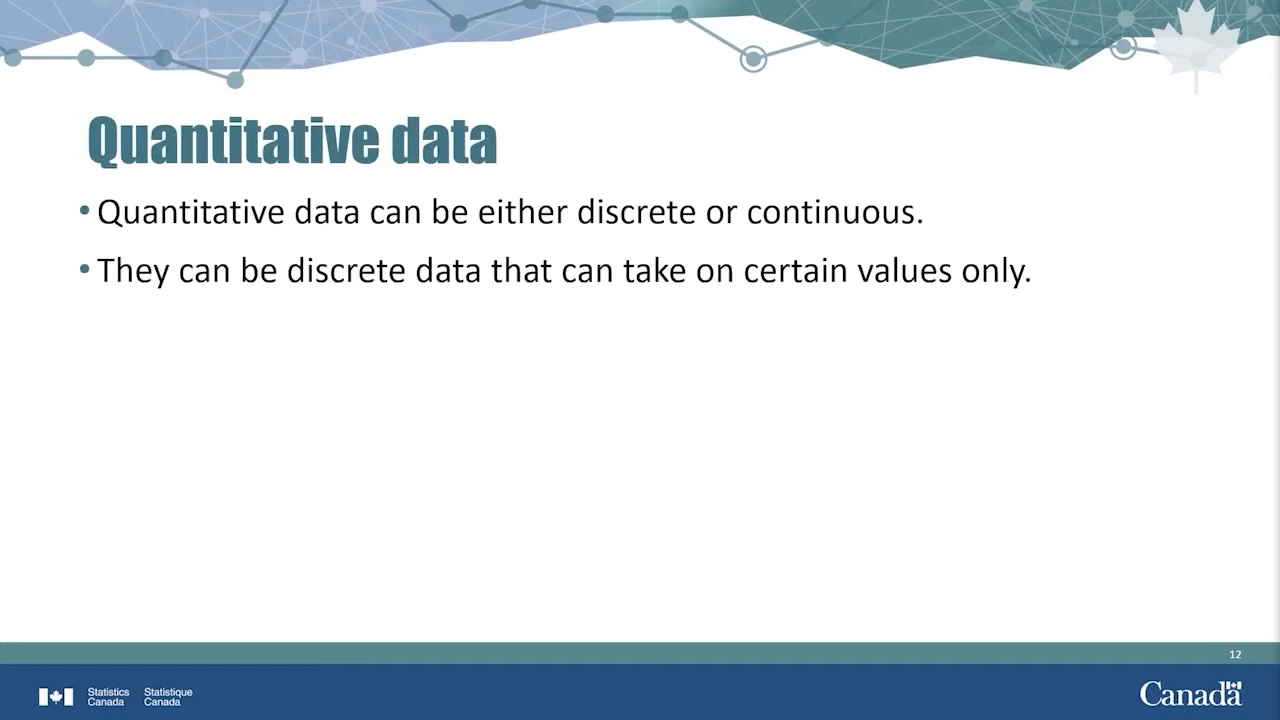 Quantitative data
• Quantitative data can be either discrete or continuous.
• They can be discrete data that can take on certain values only.
12
Statistics Canada
Statistique Canada
Canada